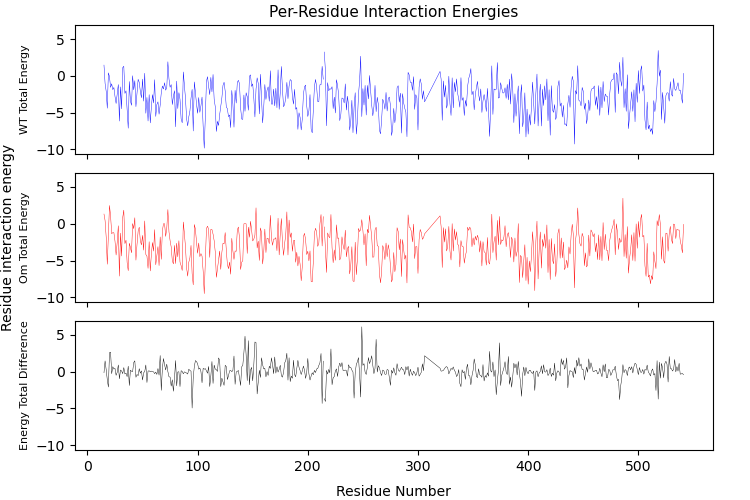 Per-Residue Interaction Energies
Residue interaction energy
WT Total Energy
5
0
−5
−10
Om Total Energy
5
0
−5
−10
Energy Total Difference
5
0
−5
−10
0 100 200 300 400 500
Residue Number